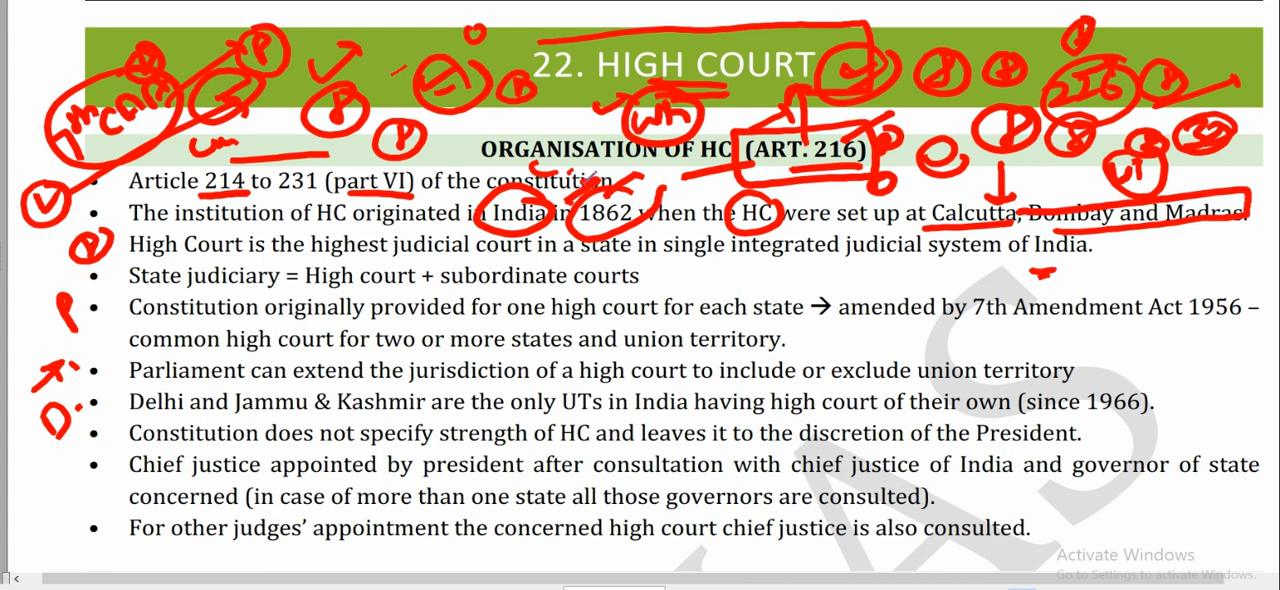 22. HIGH COURT
ORGANISATION OF HC (ART. 216)
• Article 214 to 231 (part VI) of the constitution.
• The institution of HC originated in India in 1862 when the HC were set up at Calcutta, Bombay and Madras.
• High Court is the highest judicial court in a state in single integrated judicial system of India.
• State judiciary = High court + subordinate courts
• Constitution originally provided for one high court for each state → amended by 7th Amendment Act 1956 –
common high court for two or more states and union territory.
• Parliament can extend the jurisdiction of a high court to include or exclude union territory
• Delhi and Jammu & Kashmir are the only UTs in India having high court of their own (since 1966).
• Constitution does not specify strength of HC and leaves it to the discretion of the President.
• Chief justice appointed by president after consultation with chief justice of India and governor of state
concerned (in case of more than one state all those governors are consulted).
• For other judges’ appointment the concerned high court chief justice is also consulted.
Activate Windows
Go to Settings to activate Windows.